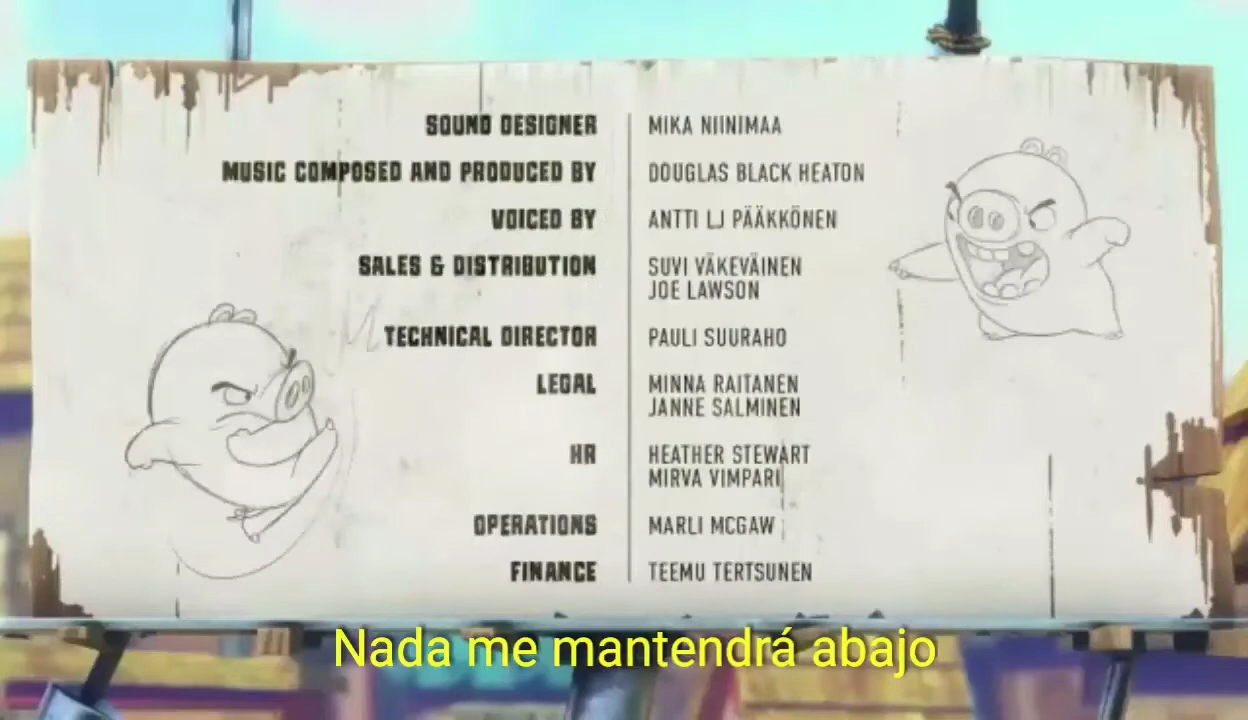 SOUND DESIGNER MIKA NIINIMAA
MUSIC COMPOSED AND PRODUCED BY DOUGLAS BLACK HEATON
VOICED BY ANTTI LJ PÄÄKKÖNEN
SALES & DISTRIBUTION SUVI VÄKEVÄINEN
JOE LAWSON
TECHNICAL DIRECTOR PAULI SUURAHO
LEGAL MINNA RAITANEN
JANNE SALMINEN
HR HEATHER STEWART
MIRVA VIMPARI
OPERATIONS MARLI MCGAW
FINANCE TEEMU TERTSUNEN
Nada me mantendrá abajo